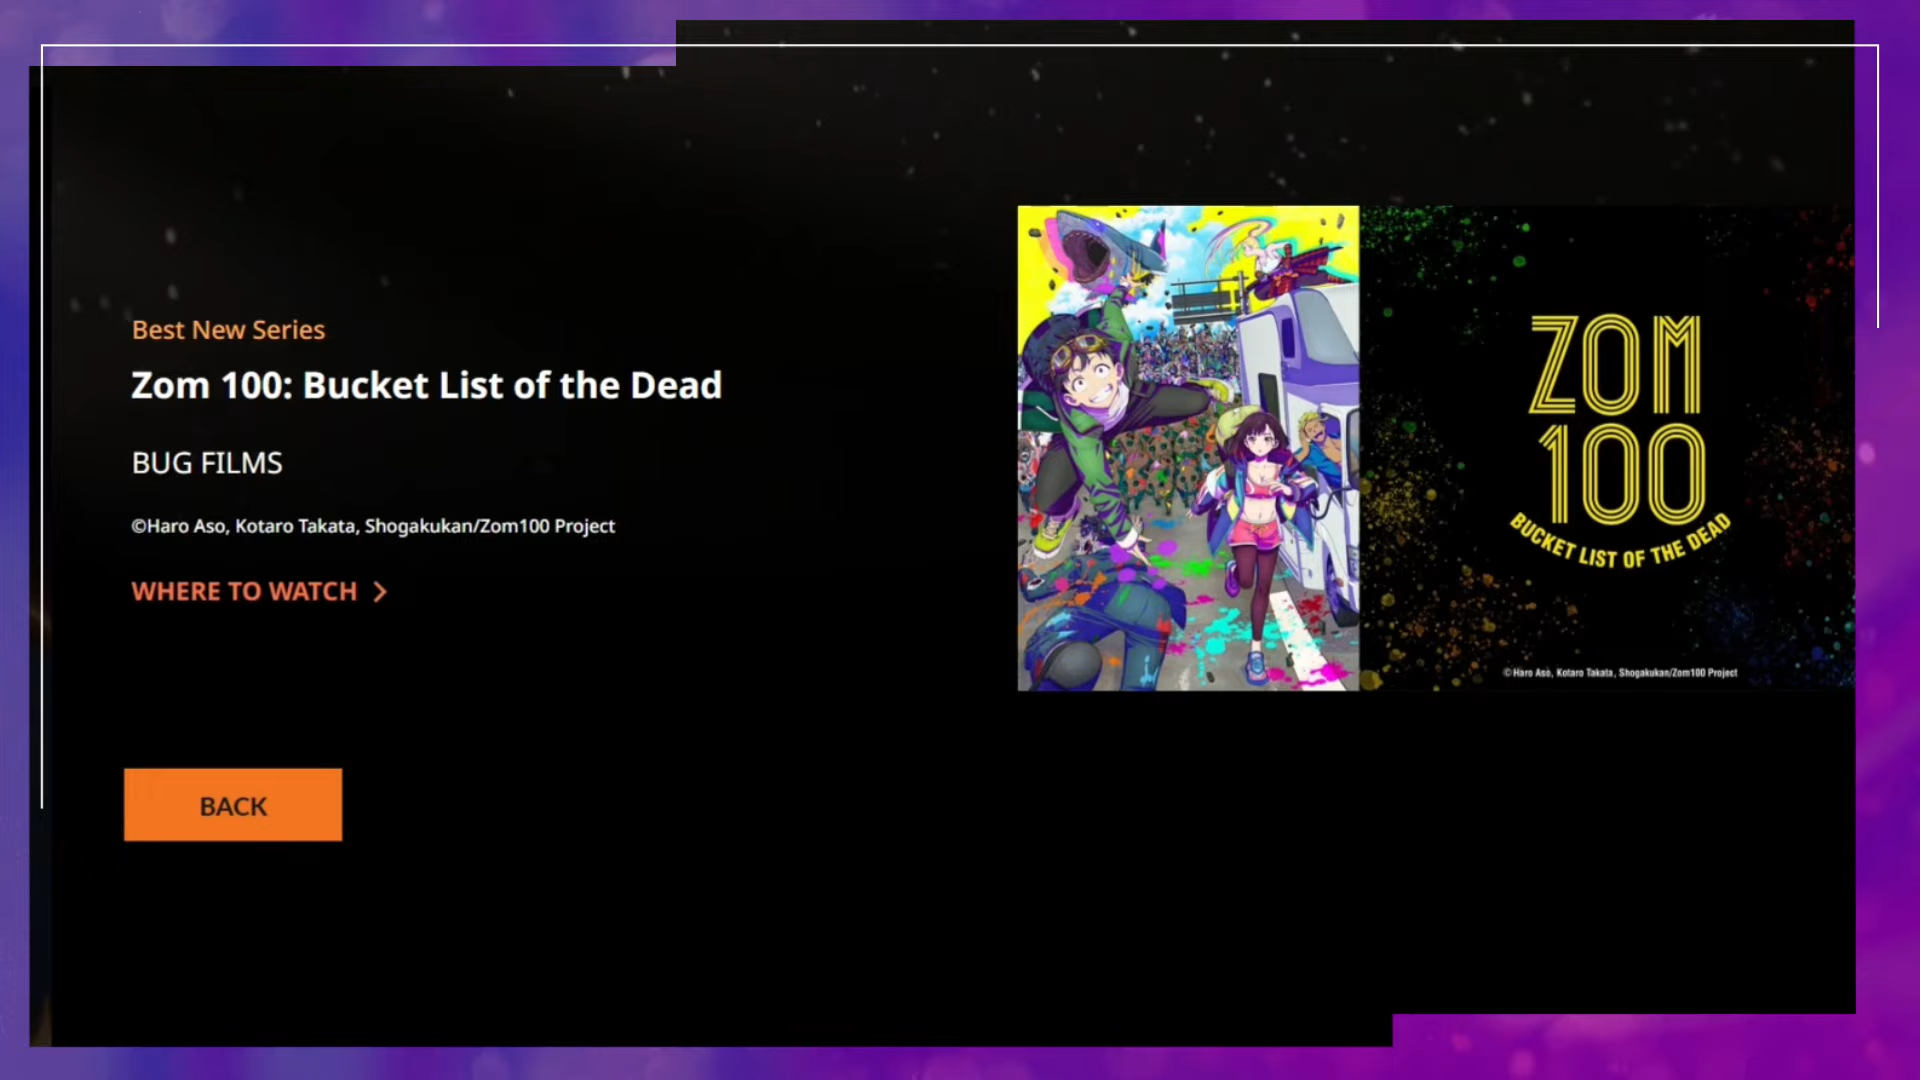 Best New Series
Zom 100: Bucket List of the Dead
BUG FILMS
©Haro Aso, Kotaro Takata, Shogakukan/Zom100 Project
WHERE TO WATCH
BACK
ZOM
100
BUCKET LIST OF THE DEAD
©Haro Aso, Kotaro Takata, Shogakukan/Zom100 Project